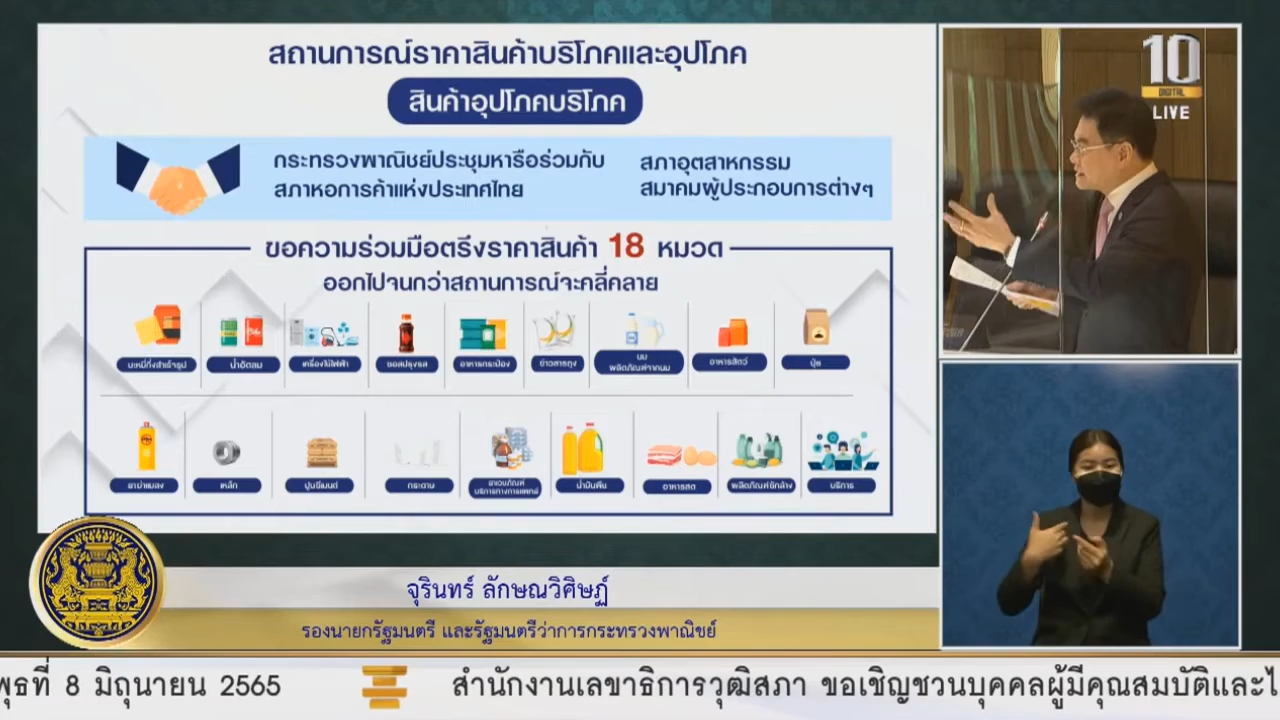 สถานการณ์ราคาสินค้าบริโภคและอุปโภค
สินค้าอุปโภคบริโภค
กระทรวงพาณิชย์ประชุมหารือร่วมกับ
สภาหอการค้าแห่งประเทศไทย
สภาอุตสาหกรรม
สมาคมผู้ประกอบการต่างๆ
ขอความร่วมมือตรึงราคาสินค้า 18 หมวด
ออกไปจนกว่าสถานการณ์จะคลี่คลาย
บะหมี่กึ่งสำเร็จรูป
น้ำอัดลม
เครื่องใช้ไฟฟ้า
ซอสปรุงรส
อาหารกระป๋อง
ข้าวสารถุง
นม
ผลิตภัณฑ์จากนม
อาหารสัตว์
ปุ๋ย
ยาฆ่าแมลง
เหล็ก
ปูนซีเมนต์
กระดาษ
ยาเวชภัณฑ์
บริการทางการแพทย์
น้ำมันพืช
อาหารสด
ผลิตภัณฑ์ซักล้าง
บริการ
10
DIGITAL
LIVE
จุรินทร์ ลักษณวิศิษฏ์
รองนายกรัฐมนตรี และรัฐมนตรีว่าการกระทรวงพาณิชย์
พุธที่ 8 มิถุนายน 2565 สำนักงานเลขาธิการวุฒิสภา ขอเชิญชวนบุคคลผู้มีคุณสมบัติและไ